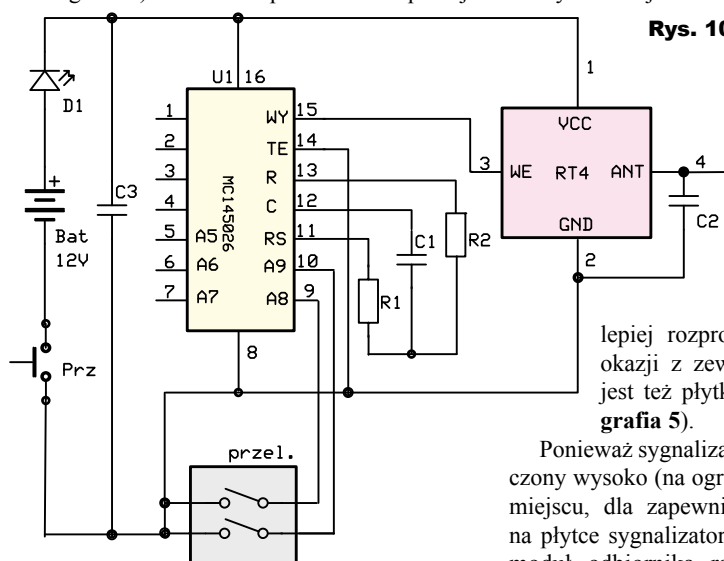 Rys. 10
D1
Bat
12V
Prz
C3
U1
16
1
2
3
4
5
6
7
A5
A6
A7
MC145026
WY
TE
R
C
RS
A9
A8
15
14
13
12
11
10
9
8
R1
C1
R2
1
VCC
3
WE
RT4
ANT
4
GND
2
C2
przeł.
lepiej rozpro
okazji z zew
jest też płytk
grafia 5).
Ponieważ sygnaliza
czony wysoko (na ogr
miejscu, dla zapewni
na płytce sygnalizator